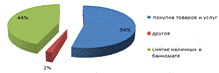 44%
54%
2%
покупка товаров и услуг
другое
снятие наличных в
банкомате